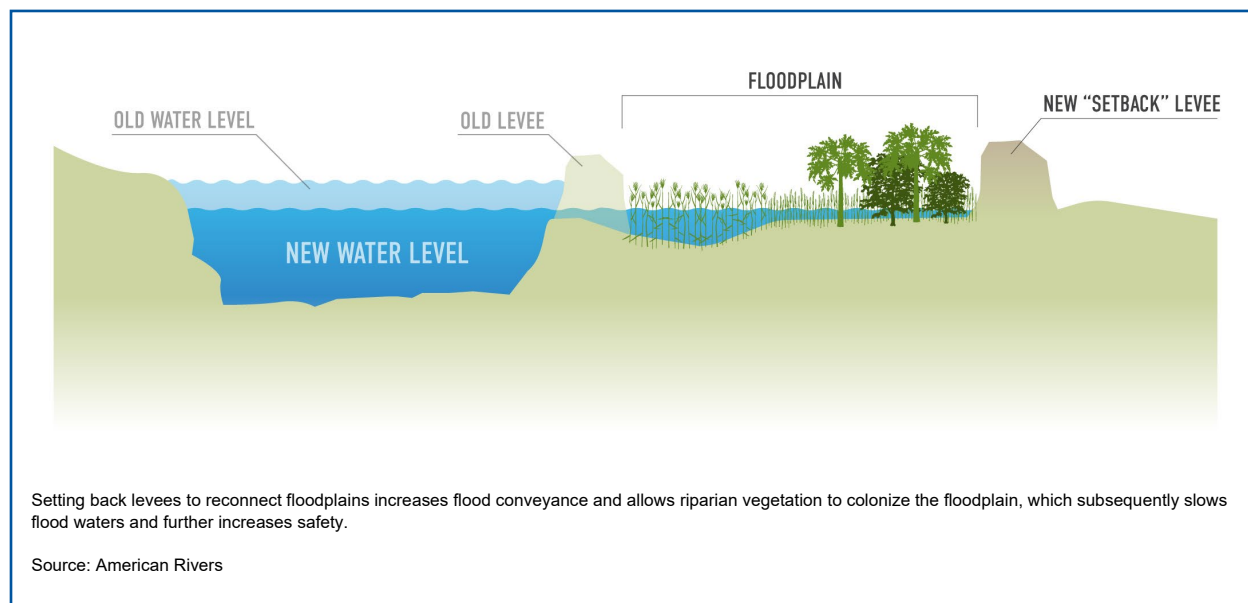 FLOODPLAIN
NEW “SETBACK” LEVEE
OLD WATER LEVEL
OLD LEVEE
NEW WATER LEVEL
Setting back levees to reconnect floodplains increases flood conveyance and allows riparian vegetation to colonize the floodplain, which subsequently slows
flood waters and further increases safety.
Source: American Rivers